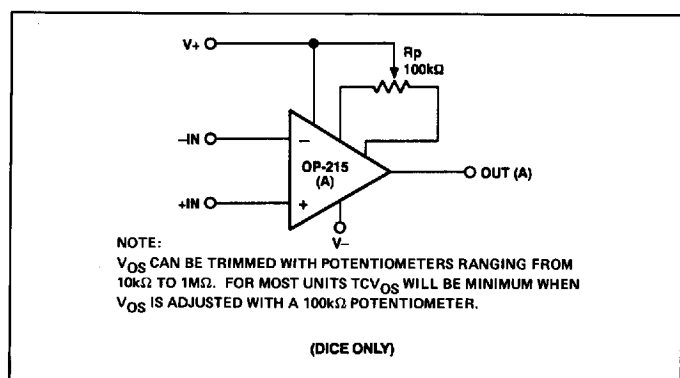 V+
Rp
100kΩ
–IN
–
OP-215
(A)
OUT (A)
+IN
+
V–
NOTE:
VOS CAN BE TRIMMED WITH POTENTIOMETERS RANGING FROM
10kΩ TO 1MΩ. FOR MOST UNITS TCVOS WILL BE MINIMUM WHEN
VOS IS ADJUSTED WITH A 100kΩ POTENTIOMETER.
(DICE ONLY)